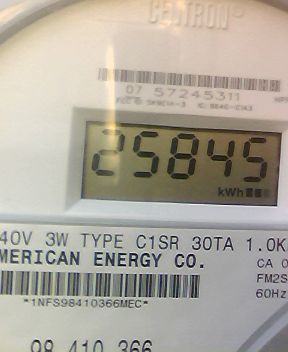 CENTRON®
07 57245311
25845
kWh
40V 3W TYPE C1SR 30TA 1.0K
MERICAN ENERGY CO.
CA 0
FM2S
60Hz
*1NFS98410366MEC*
98 410 366